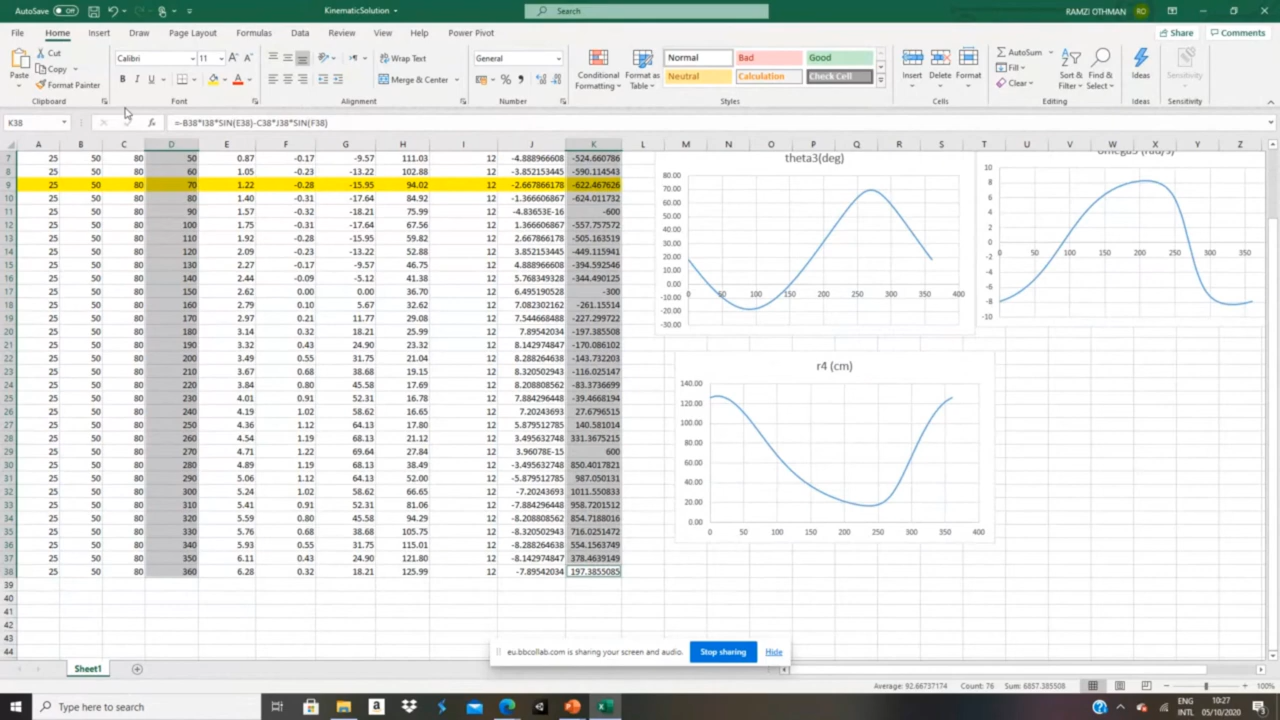 AutoSave Off KinematicSolution Search RAMZI OTHMAN RO
File Home Insert Draw Page Layout Formulas Data Review View Help Power Pivot Share Comments
Paste Cut Copy Format Painter Calibri 11 B I U A A Wrap Text Merge & Center General % , Conditional Formatting Format as Table Normal Bad Good Neutral Calculation Check Cell Insert Delete Format AutoSum Fill Clear Sort & Filter Find & Select Ideas Sensitivity
Clipboard Font Alignment Number Styles Cells Editing Ideas Sensitivity
K38 fx =-B38*I38*SIN(E38)-C38*J38*SIN(F38)
A B C D E F G H I J K L M N O P Q R S T U V W X Y Z
7 25 50 80 50 0.87 -0.17 -9.57 111.03 12 -4.888966608 -524.660786
8 25 50 80 60 1.05 -0.23 -13.22 102.88 12 -3.852153445 -590.114543
9 25 50 80 70 1.22 -0.28 -15.95 94.02 12 -2.667866178 -622.467626
10 25 50 80 80 1.40 -0.31 -17.64 84.92 12 -1.366606867 -624.011732
11 25 50 80 90 1.57 -0.32 -18.21 75.99 12 -4.83653E-16 -600
12 25 50 80 100 1.75 -0.31 -17.64 67.56 12 1.366606867 -557.757572
13 25 50 80 110 1.92 -0.28 -15.95 59.82 12 2.667866178 -505.163519
14 25 50 80 120 2.09 -0.23 -13.22 52.88 12 3.852153445 -449.115941
15 25 50 80 130 2.27 -0.17 -9.57 46.75 12 4.888966608 -394.592546
16 25 50 80 140 2.44 -0.09 -5.12 41.38 12 5.768349328 -344.490125
17 25 50 80 150 2.62 0.00 0.00 36.70 12 6.495190528 -300
18 25 50 80 160 2.79 0.10 5.67 32.62 12 7.082302162 -261.15514
19 25 50 80 170 2.97 0.21 11.77 29.08 12 7.544668488 -227.299722
20 25 50 80 180 3.14 0.32 18.21 25.99 12 7.89542034 -197.385508
21 25 50 80 190 3.32 0.43 24.90 23.32 12 8.142974847 -170.086102
22 25 50 80 200 3.49 0.55 31.75 21.04 12 8.288264638 -143.732203
23 25 50 80 210 3.67 0.68 38.68 19.15 12 8.320502943 -116.025147
24 25 50 80 220 3.84 0.80 45.58 17.69 12 8.208808562 -83.3736699
25 25 50 80 230 4.01 0.91 52.31 16.78 12 7.884296448 -39.4668194
26 25 50 80 240 4.19 1.02 58.62 16.65 12 7.20243693 27.6796515
27 25 50 80 250 4.36 1.12 64.13 17.80 12 5.879512785 140.581014
28 25 50 80 260 4.54 1.19 68.13 21.12 12 3.495632748 331.3675215
29 25 50 80 270 4.71 1.22 69.64 27.84 12 3.96078E-15 600
30 25 50 80 280 4.89 1.19 68.13 38.49 12 -3.495632748 850.4017821
31 25 50 80 290 5.06 1.12 64.13 52.00 12 -5.879512785 987.050131
32 25 50 80 300 5.24 1.02 58.62 66.65 12 -7.20243693 1011.550833
33 25 50 80 310 5.41 0.91 52.31 81.06 12 -7.884296448 958.7201512
34 25 50 80 320 5.59 0.80 45.58 94.29 12 -8.208808562 854.7188016
35 25 50 80 330 5.76 0.68 38.68 105.75 12 -8.320502943 716.0251472
36 25 50 80 340 5.93 0.55 31.75 115.01 12 -8.288264638 554.1563749
37 25 50 80 350 6.11 0.43 24.90 121.80 12 -8.142974847 378.4639149
38 25 50 80 360 6.28 0.32 18.21 125.99 12 -7.89542034 197.3855085
39
40
41
42
43
44
theta3(deg)
80.00
70.00
60.00
50.00
40.00
30.00
20.00
10.00
0.00
-10.00
-20.00
-30.00
0 50 100 150 200 250 300 350 400
10
8
6
4
2
0
-2
-4
-6
-8
-10
0 50 100 150 200 250 300 350
r4 (cm)
140.00
120.00
100.00
80.00
60.00
40.00
20.00
0.00
0 50 100 150 200 250 300 350 400
eu.bbcollab.com is sharing your screen and audio. Stop sharing Hide
Sheet1
Average: 92.66737174 Count: 76 Sum: 6857.385508 100%
Type here to search
ENG 10:27
INTL 05/10/2020